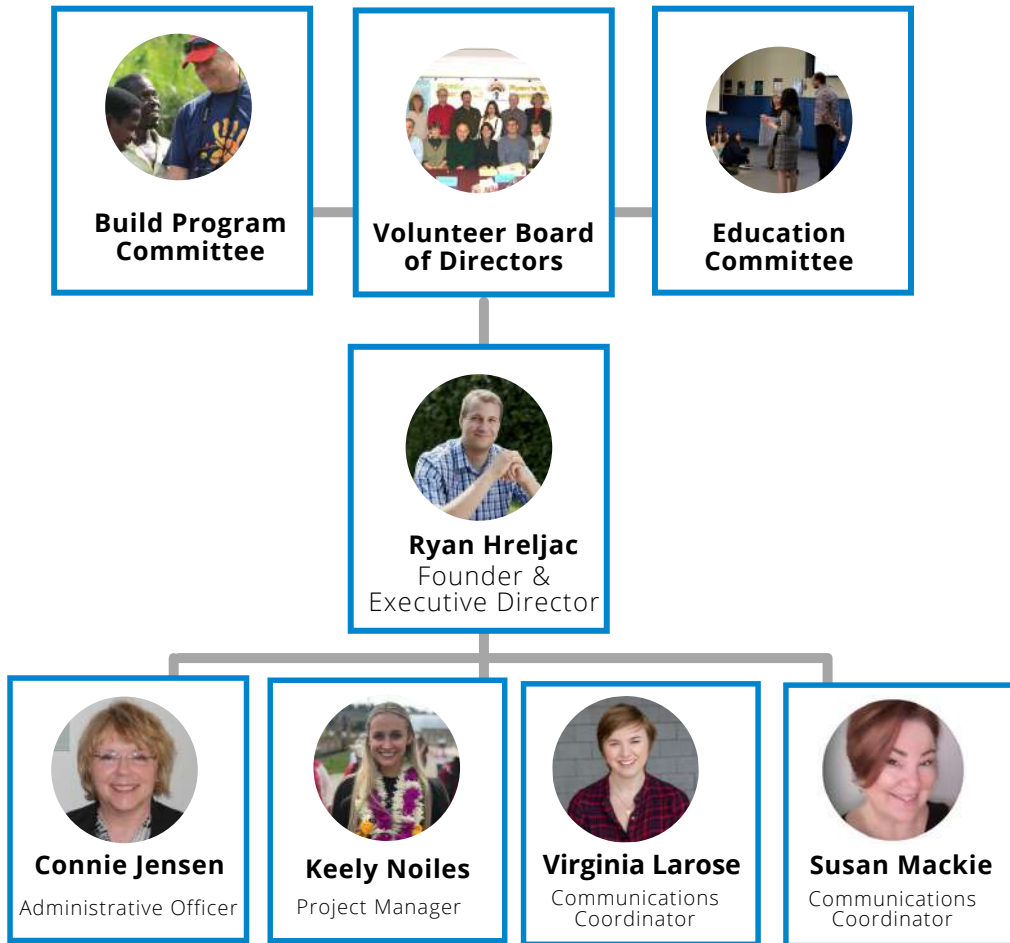 Build Program
Committee
Volunteer Board
of Directors
Education
Committee
Ryan Hreljac
Founder &
Executive Director
Connie Jensen
Administrative Officer
Keely Noiles
Project Manager
Virginia Larose
Communications
Coordinator
Susan Mackie
Communications
Coordinator